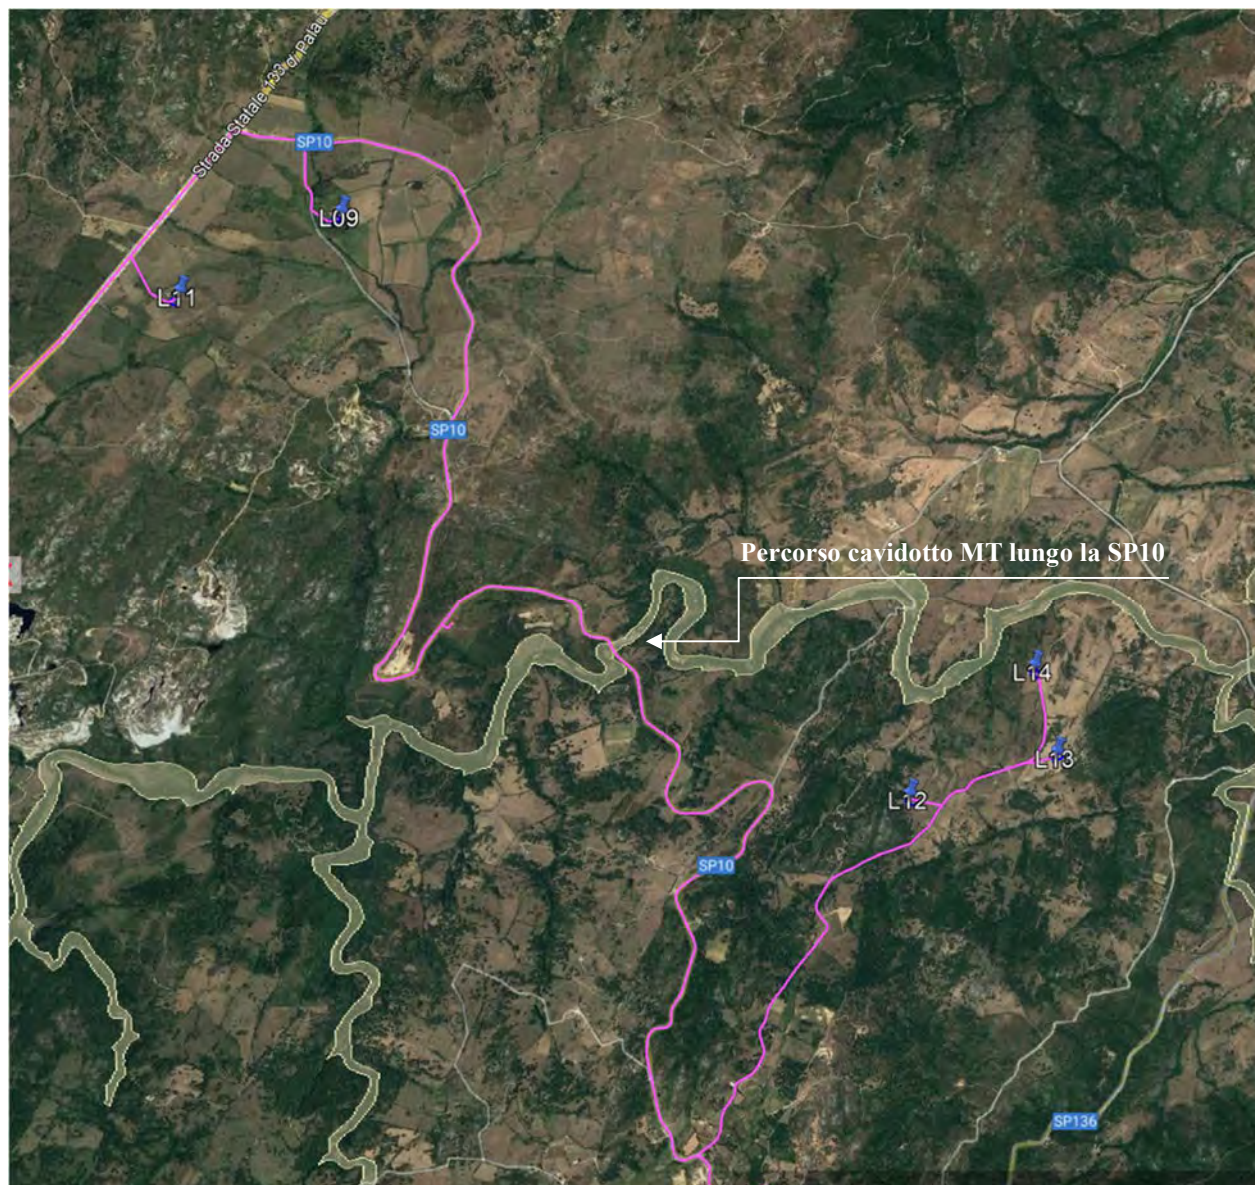 Strada Statale 133 di Palau
SP10
L09
L11
SP10
Percorso cavidotto MT lungo la SP10
L14
L13
L12
SP10
SP136